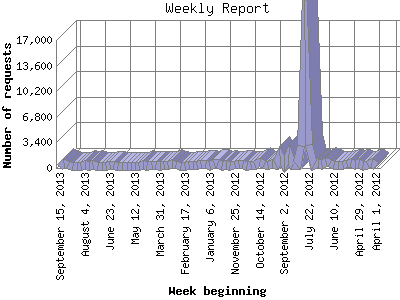 Weekly Report
Number of requests
17,000
13,600
10,200
6,800
3,400
0
September 15, 2013
August 4, 2013
June 23, 2013
May 12, 2013
March 31, 2013
February 17, 2013
January 6, 2013
November 25, 2012
October 14, 2012
September 2, 2012
July 22, 2012
June 10, 2012
April 29, 2012
April 1, 2012
Week beginning